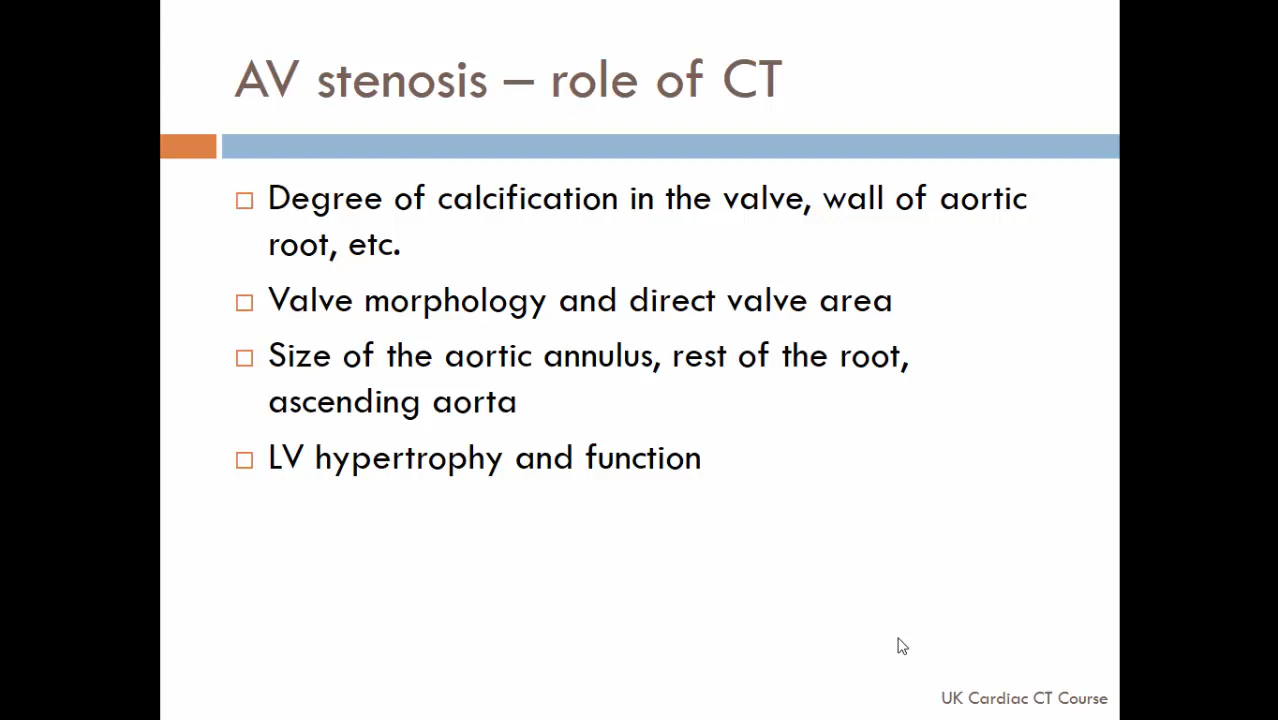 AV stenosis – role of CT
Degree of calcification in the valve, wall of aortic
root, etc.
Valve morphology and direct valve area
Size of the aortic annulus, rest of the root,
ascending aorta
LV hypertrophy and function
UK Cardiac CT Course